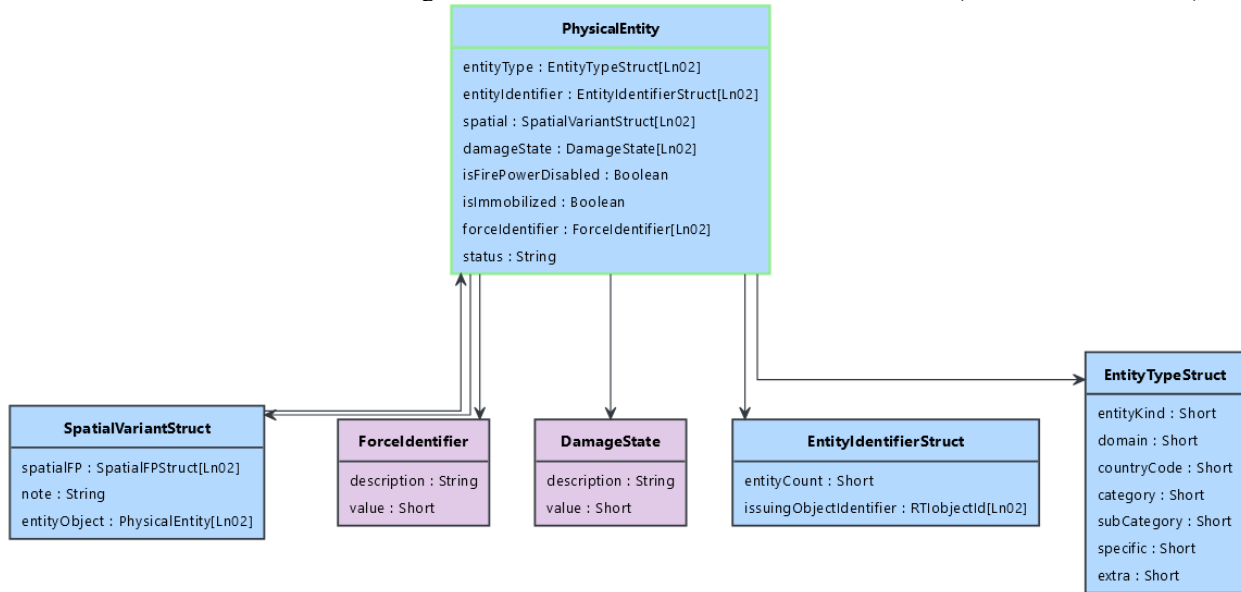 PhysicalEntity
entityType : EntityTypeStruct[Ln02]
entityIdentifier : EntityIdentifierStruct[Ln02]
spatial : SpatialVariantStruct[Ln02]
damageState : DamageState[Ln02]
isFirePowerDisabled : Boolean
isImmobilized : Boolean
forceIdentifier : ForceIdentifier[Ln02]
status : String
SpatialVariantStruct
spatialFP : SpatialFPStruct[Ln02]
note : String
entityObject : PhysicalEntity[Ln02]
ForceIdentifier
description : String
value : Short
DamageState
description : String
value : Short
EntityIdentifierStruct
entityCount : Short
issuingObjectIdentifier : RTIobjectId[Ln02]
EntityTypeStruct
entityKind : Short
domain : Short
countryCode : Short
category : Short
subCategory : Short
specific : Short
extra : Short